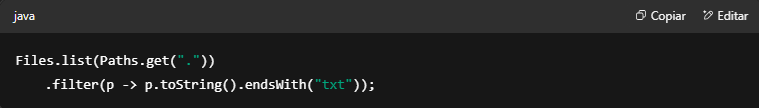 java Copiar Editar
Files.list(Paths.get("."))
    .filter(p -> p.toString().endsWith("txt"));